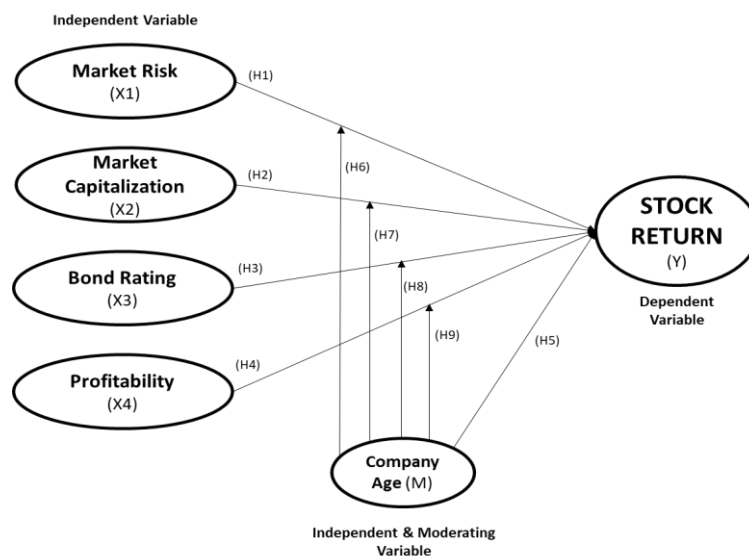 Independent Variable
Market Risk
(X1)
(H1)
(H6)
Market
Capitalization
(X2)
(H2)
(H7)
STOCK
RETURN
(Y)
Dependent
Variable
Bond Rating
(X3)
(H3)
(H8)
(H9)
(H5)
Profitability
(X4)
(H4)
Company
Age (M)
Independent & Moderating
Variable